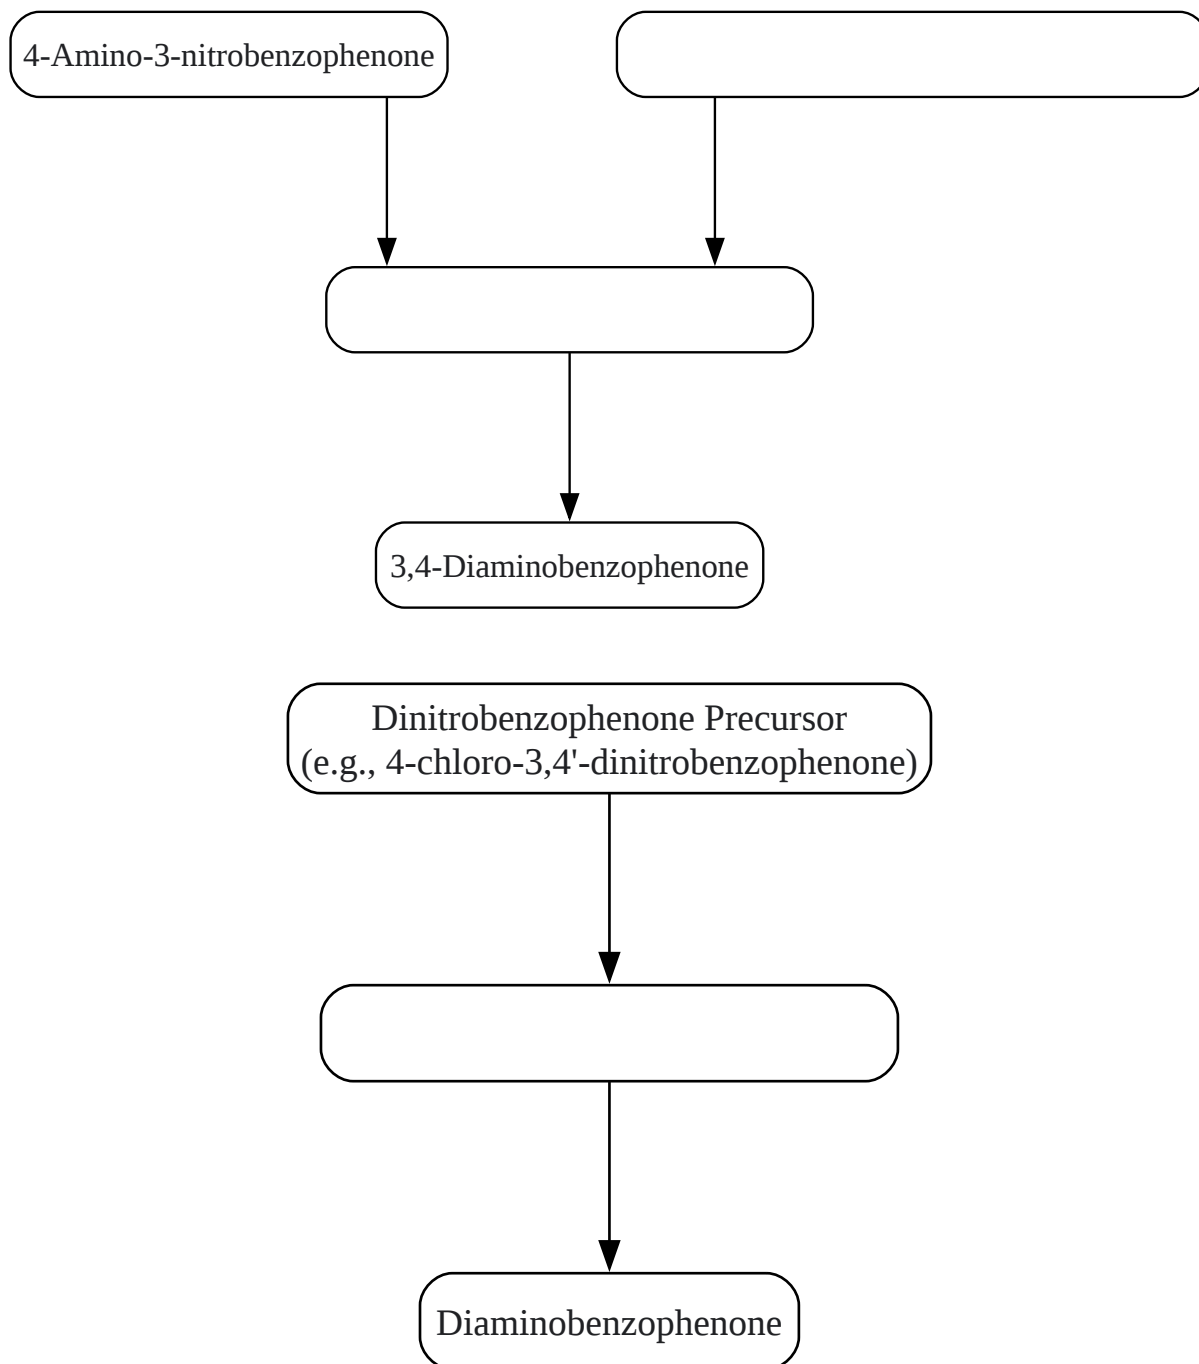 4-Amino-3-nitrobenzophenone
3,4-Diaminobenzophenone
Dinitrobenzophenone Precursor
(e.g., 4-chloro-3,4'-dinitrobenzophenone)
Diaminobenzophenone